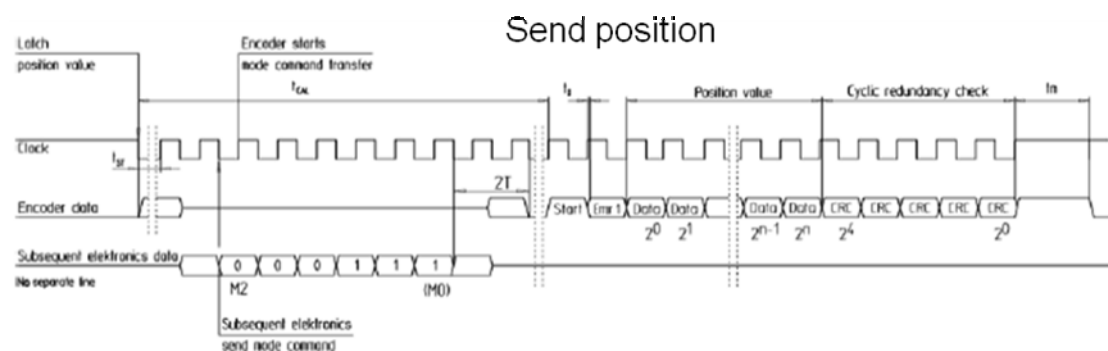 Send position
Latch
position value
Encoder starts
mode command transfer
tCAL
tS
Position value
Cyclic redundancy check
Clock
tST
2T
Encoder data
Start
Data Data
Data Data
CRC CRC CRC CRC CRC
2^0 2^1 2^n-1 2^n 2^4 2^0
Subsequent elektronics data
No separate line
0 0 0 1 1 1
M2 (M0)
Subsequent elektronics
send mode command